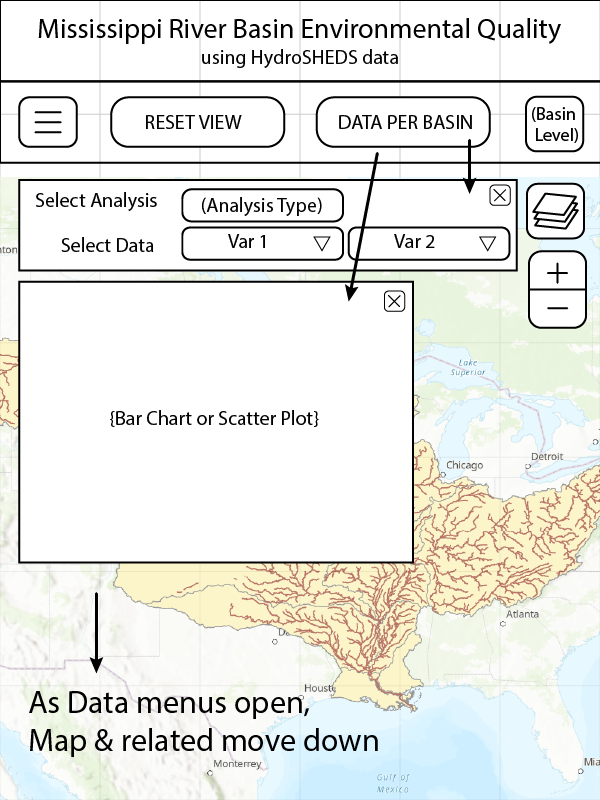 Mississippi River Basin Environmental Quality
using HydroSHEDS data
RESET VIEW
DATA PER BASIN
(Basin
Level)
Select Analysis
(Analysis Type)
Select Data
Var 1
Var 2
{Bar Chart or Scatter Plot}
Lake
Superior
Chicago
Detroit
Atlanta
Houst
As Data menus open,
Map & related move down
Monterrey
Gulf of
Mexico